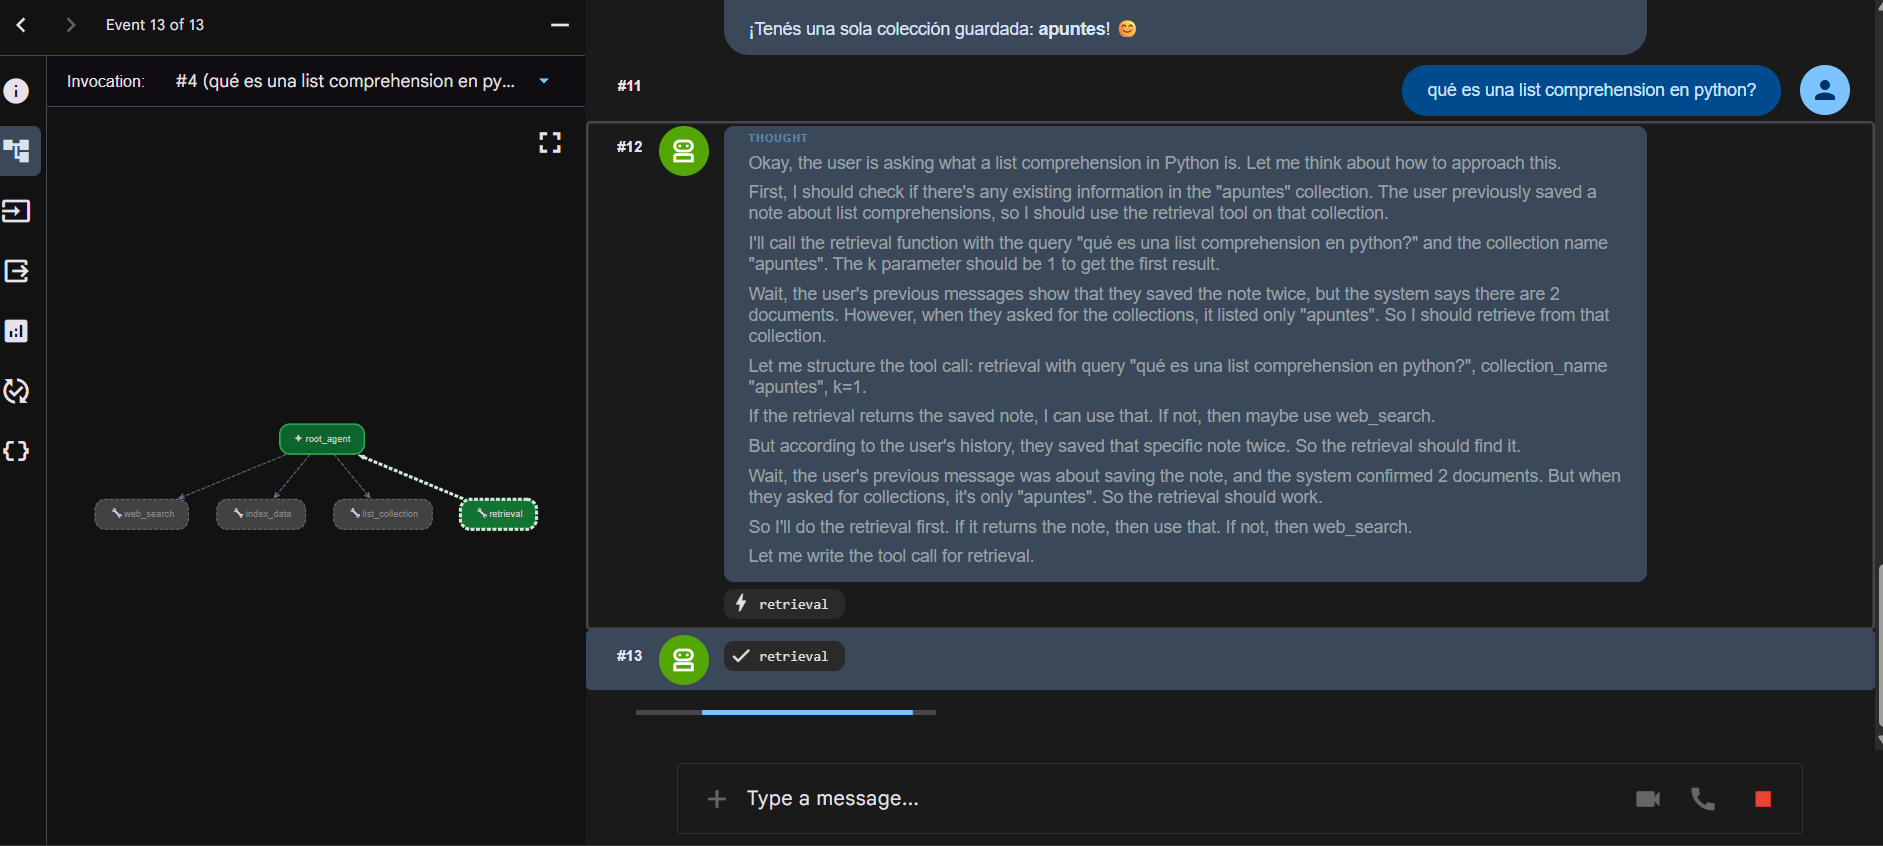 Event 13 of 13
Invocation: #4 (qué es una list comprehension en py...
root_agent
web_search
index_data
list_collection
retrieval
¡Tenés una sola colección guardada: apuntes! 😊
#11
qué es una list comprehension en python?
#12
THOUGHT
Okay, the user is asking what a list comprehension in Python is. Let me think about how to approach this.
First, I should check if there's any existing information in the "apuntes" collection. The user previously saved a
note about list comprehensions, so I should use the retrieval tool on that collection.
I'll call the retrieval function with the query "qué es una list comprehension en python?" and the collection name
"apuntes". The k parameter should be 1 to get the first result.
Wait, the user's previous messages show that they saved the note twice, but the system says there are 2
documents. However, when they asked for the collections, it listed only "apuntes". So I should retrieve from that
collection.
Let me structure the tool call: retrieval with query "qué es una list comprehension en python?", collection_name
"apuntes", k=1.
If the retrieval returns the saved note, I can use that. If not, then maybe use web_search.
But according to the user's history, they saved that specific note twice. So the retrieval should find it.
Wait, the user's previous message was about saving the note, and the system confirmed 2 documents. But when
they asked for collections, it's only "apuntes". So the retrieval should work.
So I'll do the retrieval first. If it returns the note, then use that. If not, then web_search.
Let me write the tool call for retrieval.
retrieval
#13
retrieval
Type a message...